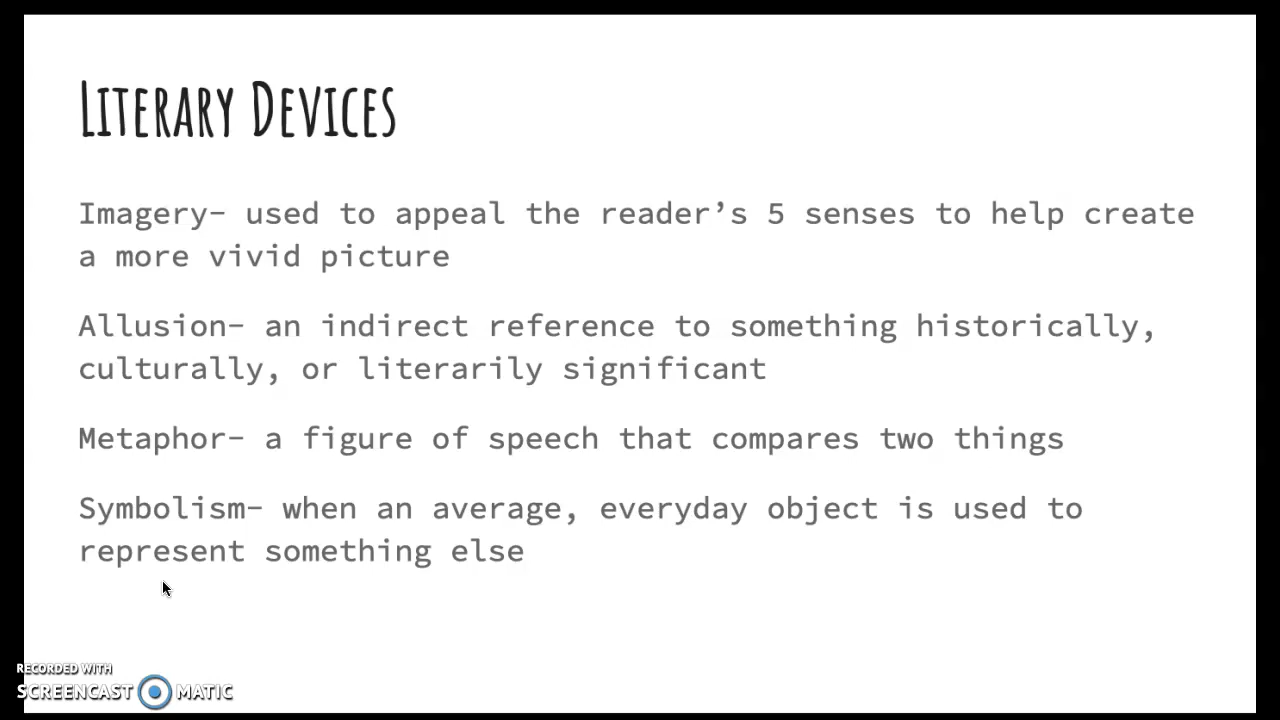 Literary Devices
Imagery- used to appeal the reader’s 5 senses to help create
a more vivid picture
Allusion- an indirect reference to something historically,
culturally, or literarily significant
Metaphor- a figure of speech that compares two things
Symbolism- when an average, everyday object is used to
represent something else
RECORDED WITH
SCREENCAST MATIC